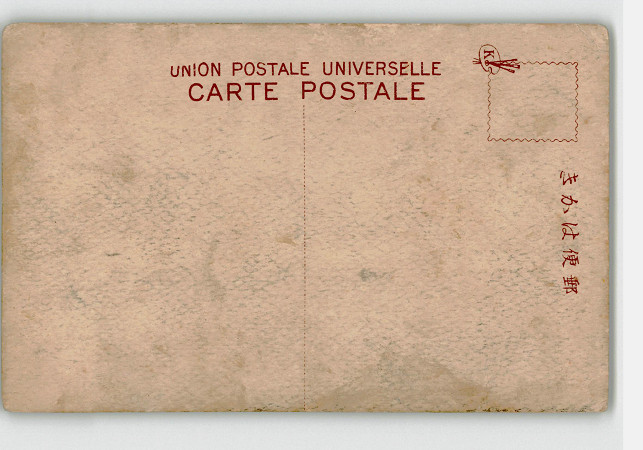 UNION POSTALE UNIVERSELLE
CARTE POSTALE
K
きかは便郵